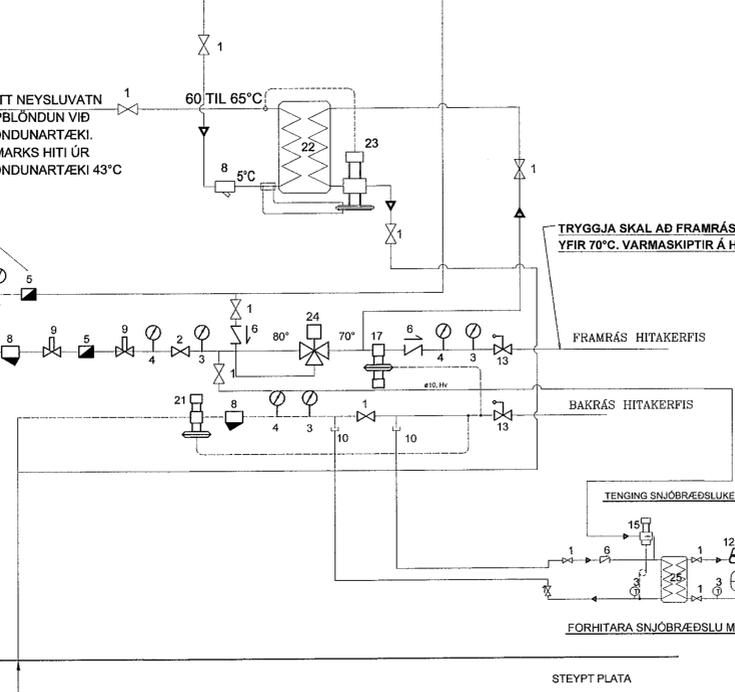 1
TT NEYSLUVATN
1
60 TIL 65°C
PBLÖNDUN VIÐ
ONDUNARTÆKI.
MARKS HITI ÚR
ONDUNARTÆKI 43°C
22
23
8
5°C
1
1
TRYGGJA SKAL AÐ FRAMRÁS
YFIR 70°C. VARMASKIPTIR Á H
5
1
24
8
9
5
9
4
2
3
6
80°
70°
17
6
4
3
13
FRAMRÁS HITAKERFIS
1
ø10, Hv
21
8
4
3
1
13
BAKRÁS HITAKERFIS
10
10
TENGING SNJÓBRÆÐSLUKE
15
1
6
1
12
25
3
T
1
1
3
T
FORHITARA SNJÓBRÆÐSLU M
STEYPT PLATA